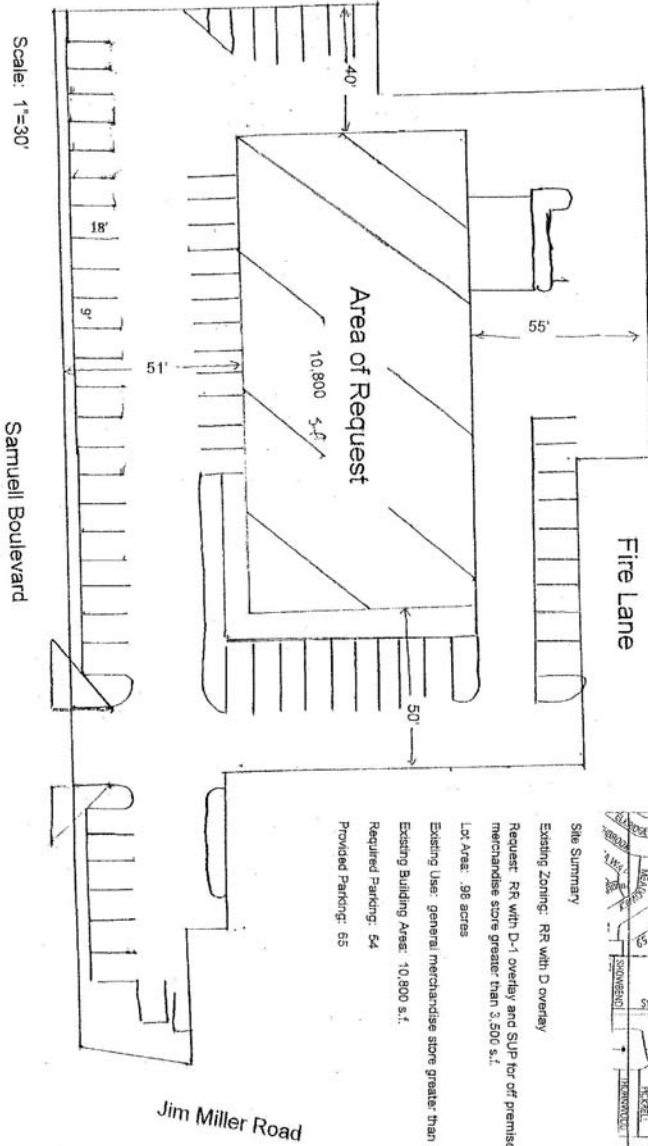 Scale: 1"=30'
Samuell Boulevard
Jim Miller Road
Fire Lane
Area of Request
10,800 s.f.
40'
55'
51'
50'
18'
9'
Site Summary
Existing Zoning: RR with D overlay
Request: RR with D-1 overlay and SUP for off premise
merchandise store greater than 3,500 s.f.
Lot Area: .98 acres
Existing Use: general merchandise store greater than
Existing Building Area: 10,800 s.f.
Required Parking: 54
Provided Parking: 65
SHOWBEND
PICKRELL